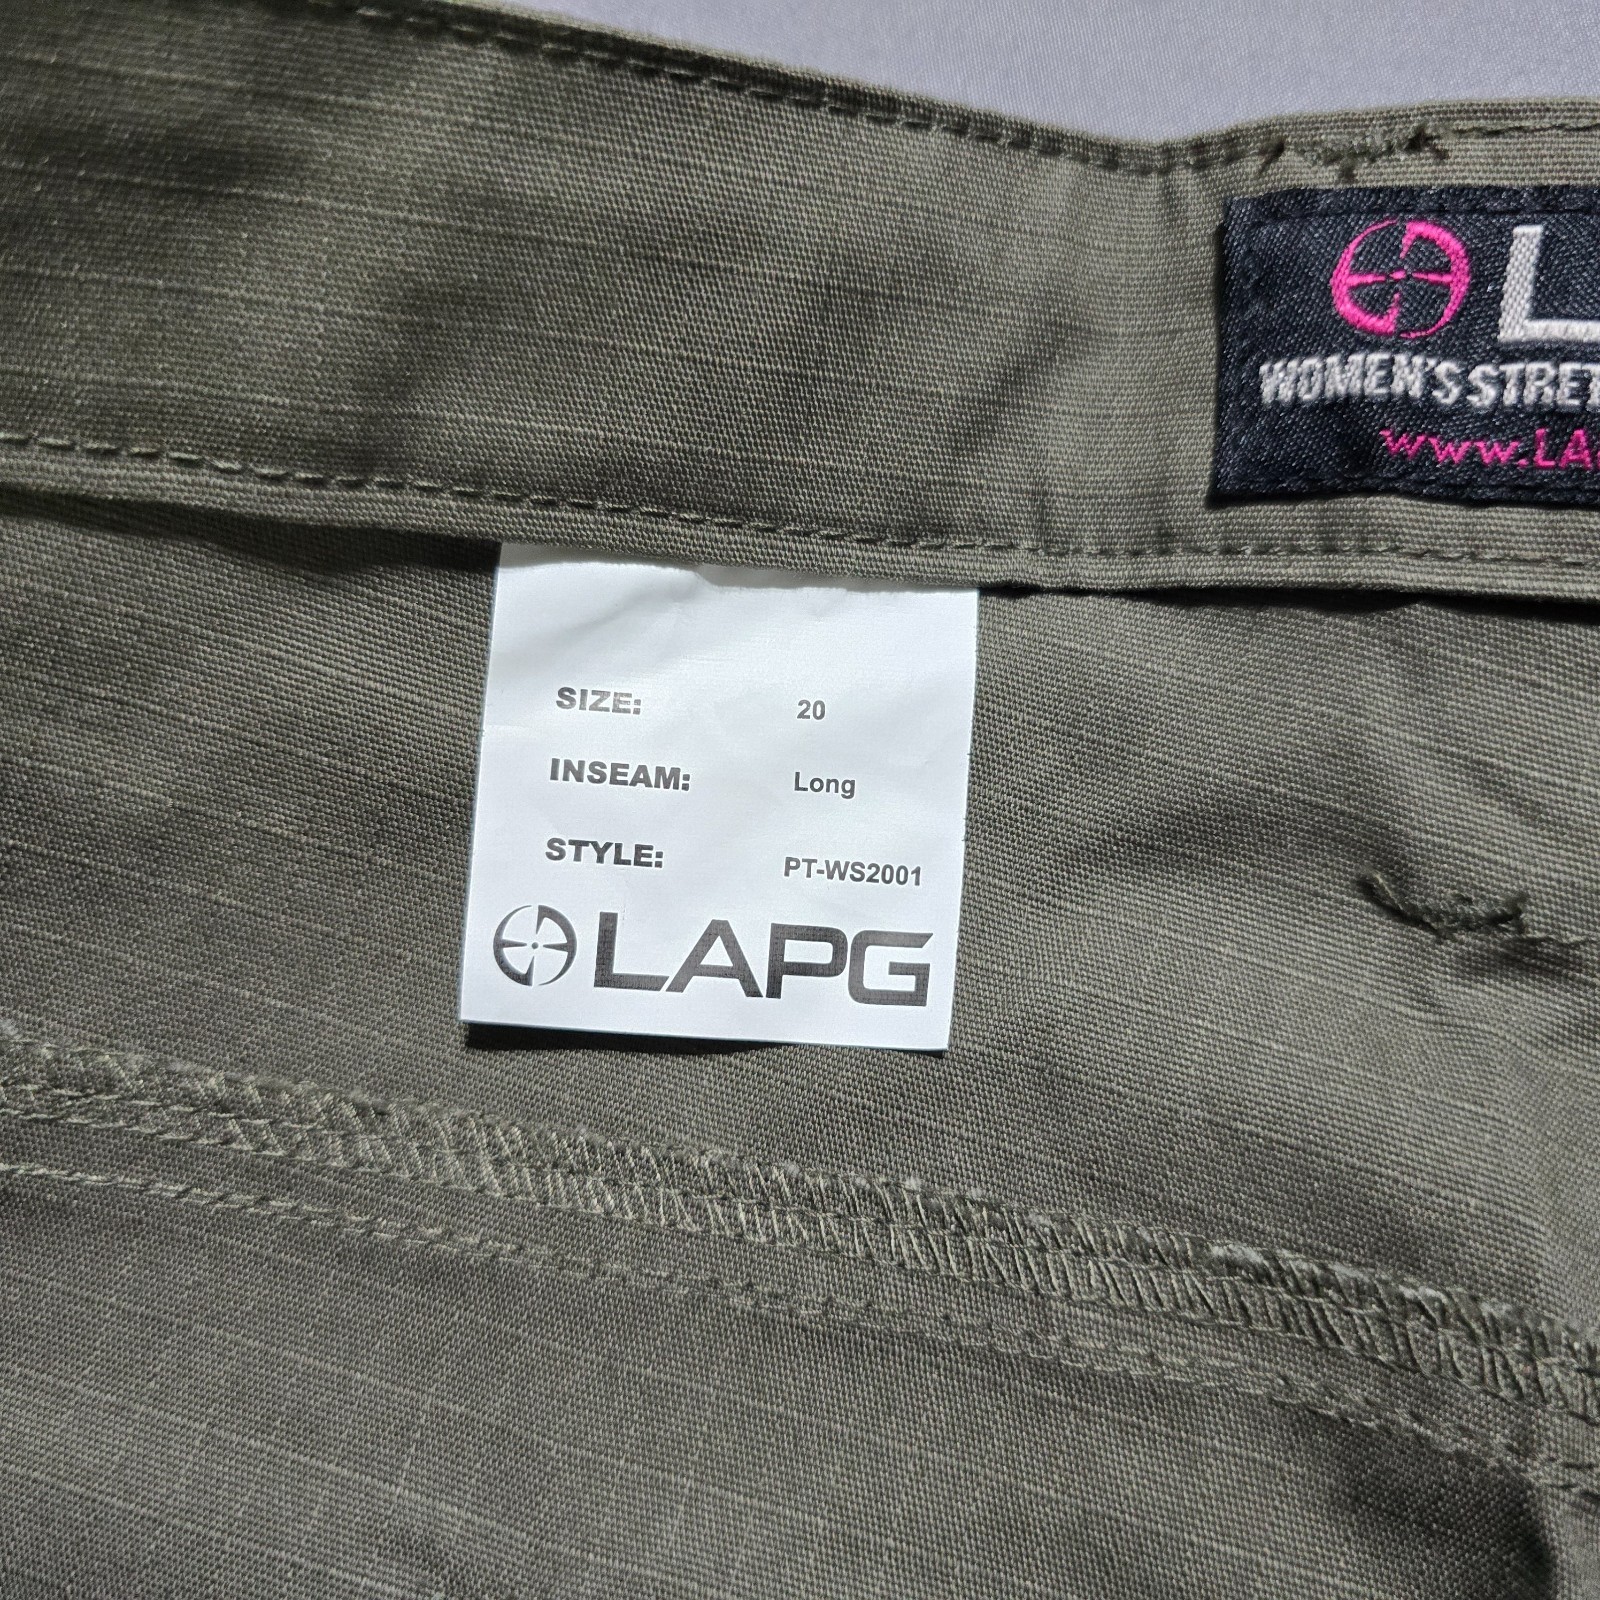 L
WOMEN'S STRET
www.LA
SIZE: 20
INSEAM: Long
STYLE: PT-WS2001
LAPG